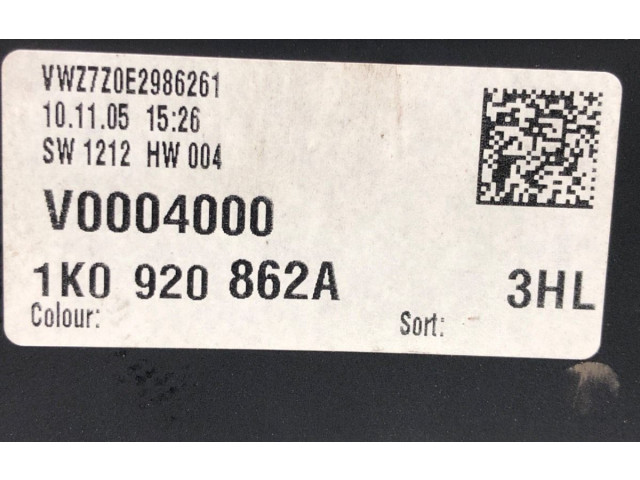 VWZ7Z0E2986261
10.11.05 15:26
SW 1212 HW 004
V0004000
1K0 920 862A 3HL
Colour: Sort: